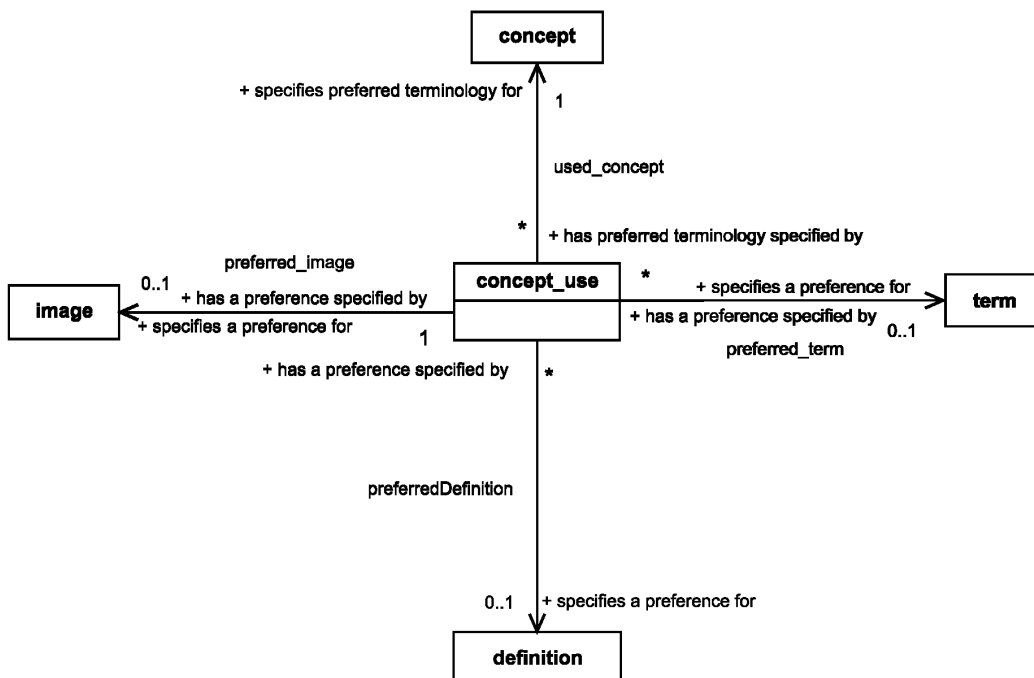 concept
+ specifies preferred terminology for
1
used_concept
*
+ has preferred terminology specified by
preferred_image
concept_use
*
0..1
+ has a preference specified by
+ specifies a preference for
image
term
+ specifies a preference for
1
+ has a preference specified by
0..1
preferred_term
+ has a preference specified by
*
preferredDefinition
0..1
+ specifies a preference for
definition